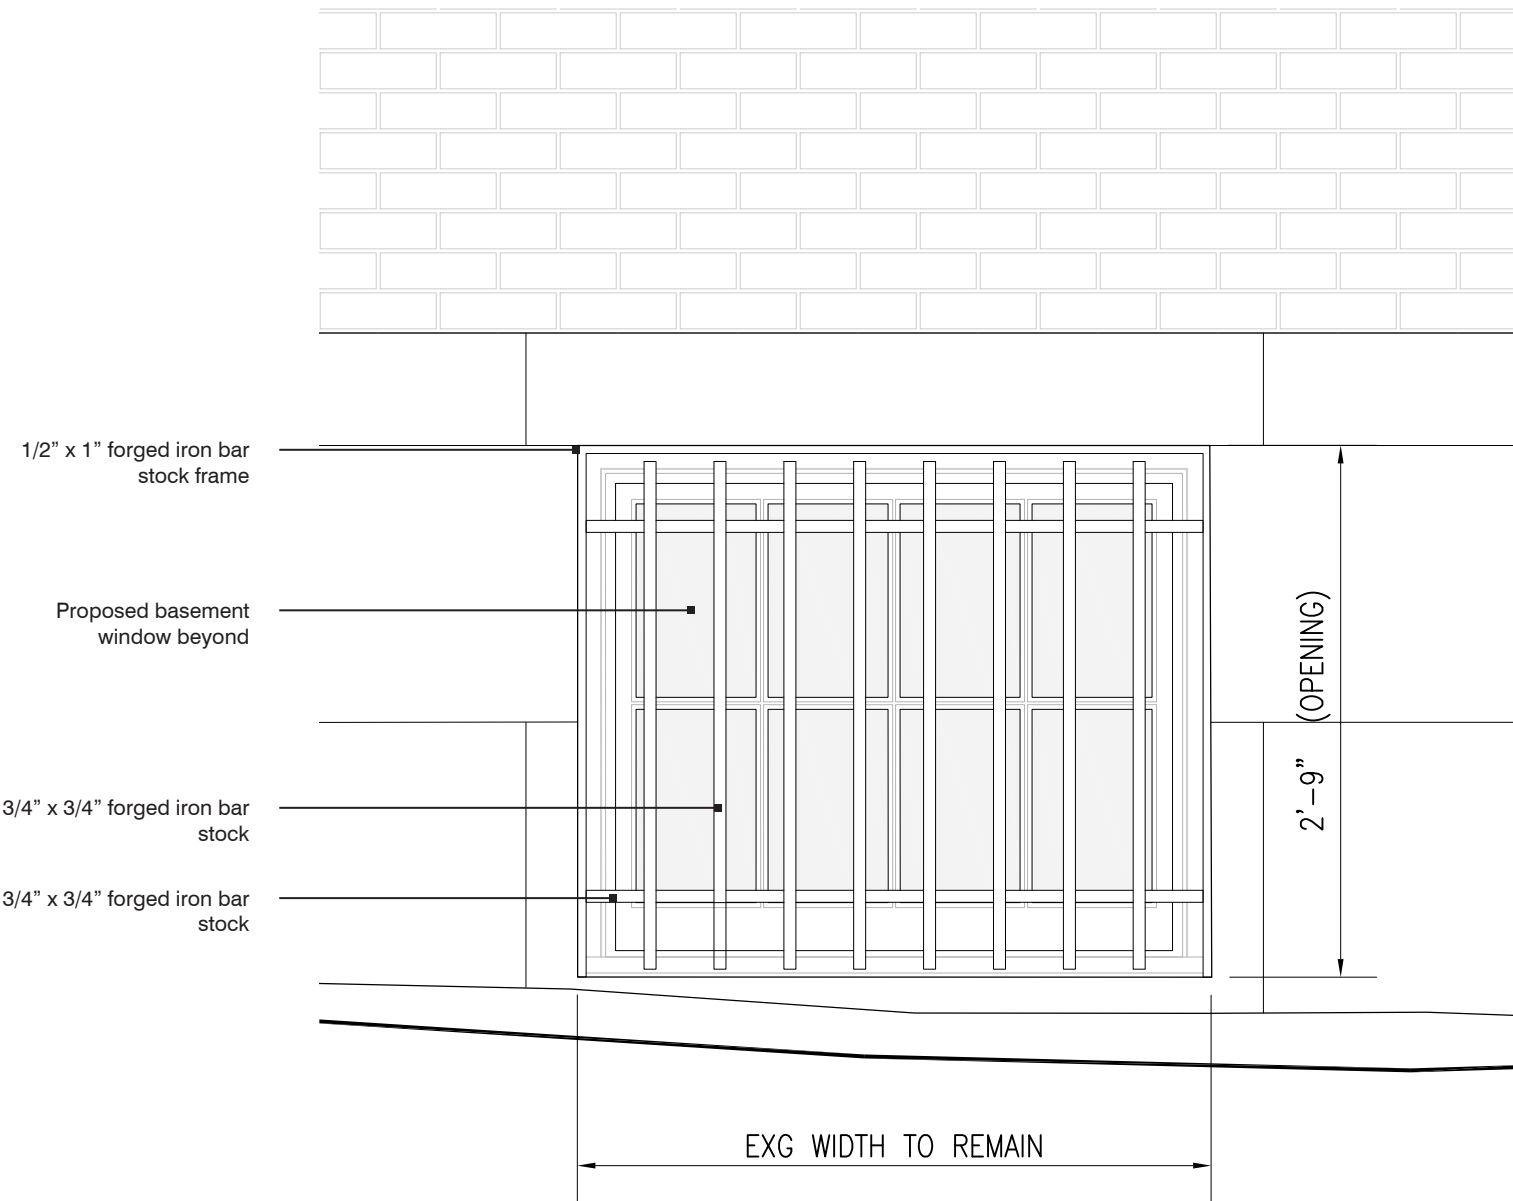 1/2” x 1” forged iron bar
stock frame
Proposed basement
window beyond
3/4” x 3/4” forged iron bar
stock
3/4” x 3/4” forged iron bar
stock
2’–9” (OPENING)
EXG WIDTH TO REMAIN